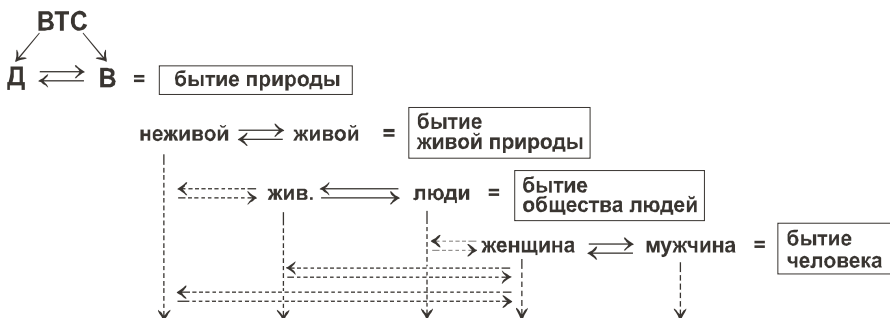 ВТС
Д В = бытие природы
неживой живой = бытие
живой природы
жив. люди = бытие
общества людей
женщина мужчина = бытие
человека